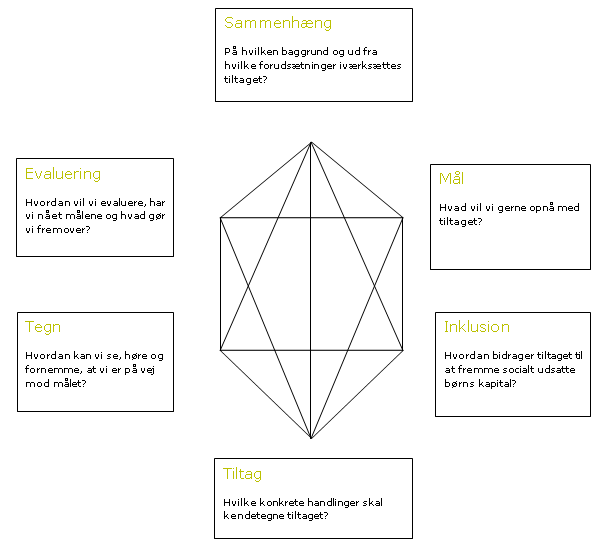 Sammenhæng
På hvilken baggrund og ud fra
hvilke forudsætninger iværksættes
tiltaget?
Evaluering
Hvordan vil vi evaluere, har
vi nået målene og hvad gør
vi fremover?
Mål
Hvad vil vi gerne opnå med
tiltaget?
Tegn
Hvordan kan vi se, høre og
fornemme, at vi er på vej
mod målet?
Inklusion
Hvordan bidrager tiltaget til
at fremme socialt udsatte
børns kapital?
Tiltag
Hvilke konkrete handlinger skal
kendetegne tiltaget?